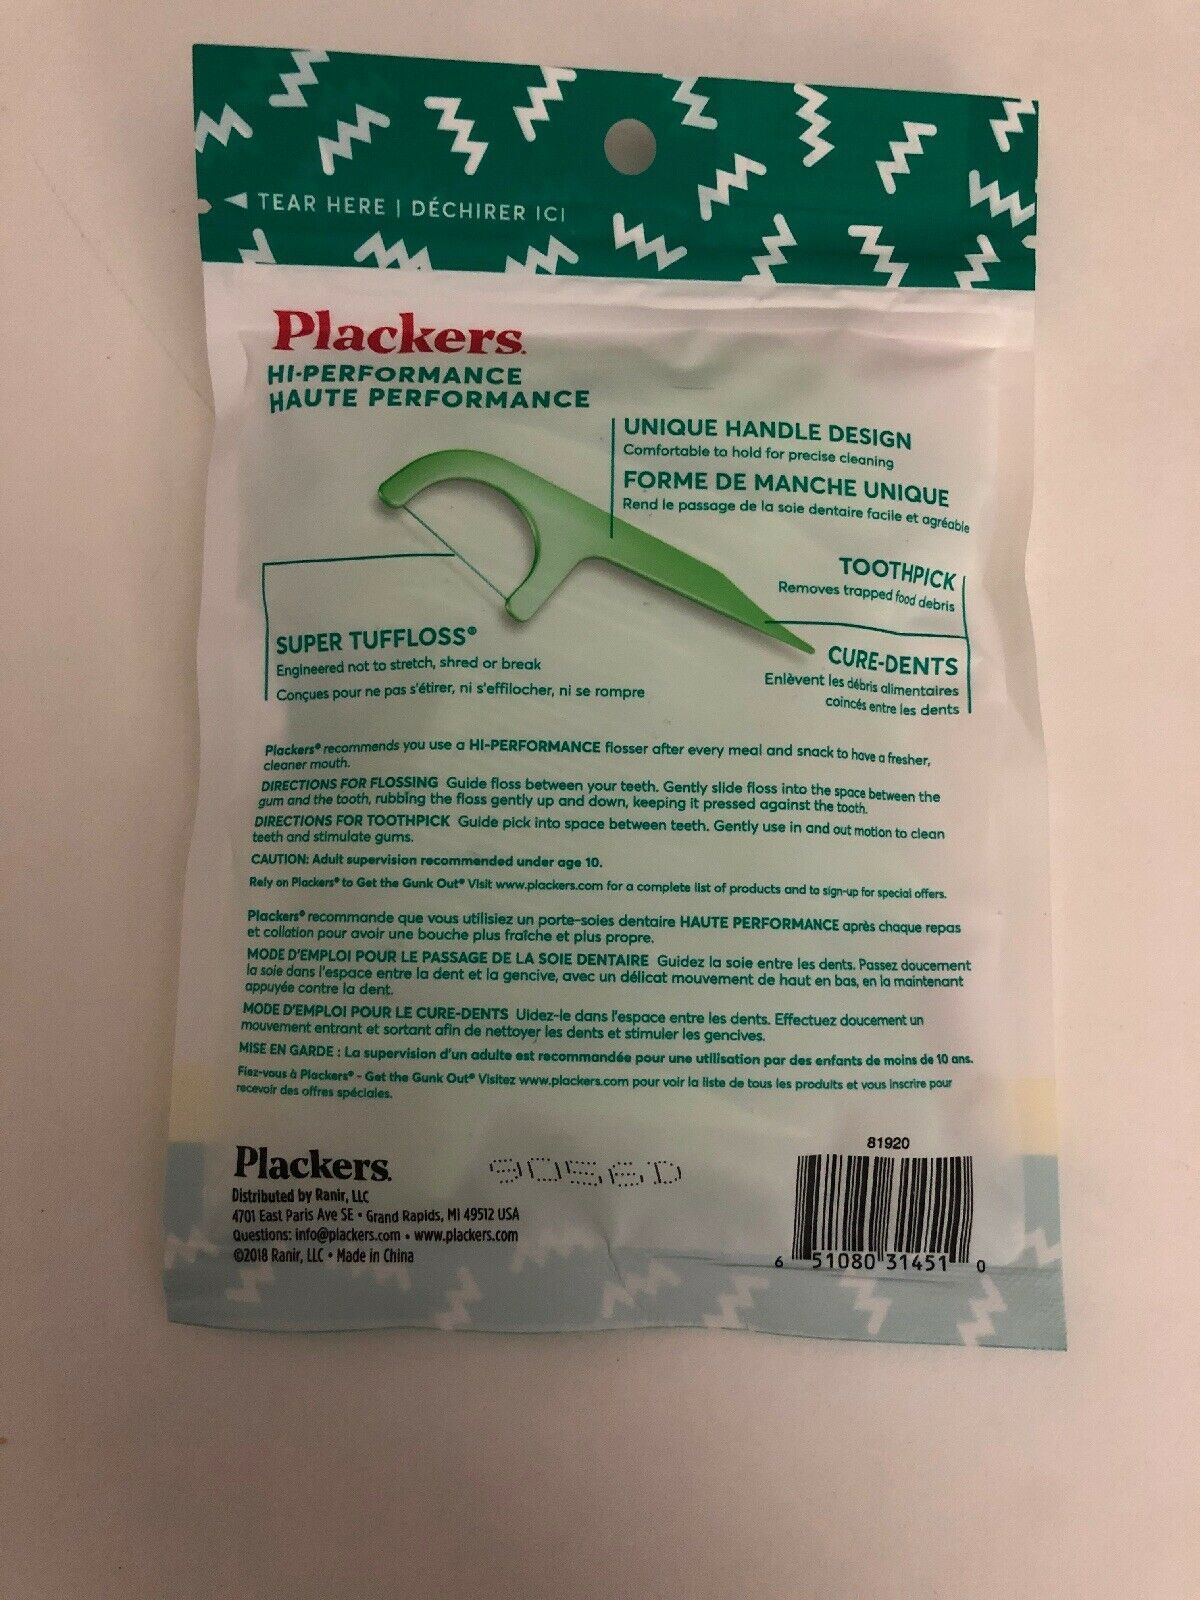 TEAR HERE | DÉCHIRER ICI
Plackers.
HI-PERFORMANCE
HAUTE PERFORMANCE
UNIQUE HANDLE DESIGN
Comfortable to hold for precise cleaning
FORME DE MANCHE UNIQUE
Rend le passage de la soie dentaire facile et agréable
TOOTHPICK
Removes trapped food debris
CURE-DENTS
Enlèvent les débris alimentaires
coincés entre les dents
SUPER TUFFLOSS®
Engineered not to stretch, shred or break
Conçues pour ne pas s'étirer, ni s'effilocher, ni se rompre
Plackers® recommends you use a HI-PERFORMANCE flosser after every meal and snack to have a fresher,
cleaner mouth.
DIRECTIONS FOR FLOSSING Guide floss between your teeth. Gently slide floss into the space between the
gum and the tooth, rubbing the floss gently up and down, keeping it pressed against the tooth.
DIRECTIONS FOR TOOTHPICK Guide pick into space between teeth. Gently use in and out motion to clean
teeth and stimulate gums.
CAUTION: Adult supervision recommended under age 10.
Rely on Plackers® to Get the Gunk Out® Visit www.plackers.com for a complete list of products and to sign-up for special offers.
Plackers® recommande que vous utilisiez un porte-soies dentaire HAUTE PERFORMANCE après chaque repas
et collation pour avoir une bouche plus fraîche et plus propre.
MODE D'EMPLOI POUR LE PASSAGE DE LA SOIE DENTAIRE Guidez la soie entre les dents. Passez doucement
la soie dans l'espace entre la dent et la gencive, avec un délicat mouvement de haut en bas, en la maintenant
appuyée contre la dent.
MODE D'EMPLOI POUR LE CURE-DENTS Uidez-le dans l'espace entre les dents. Effectuez doucement un
mouvement entrant et sortant afin de nettoyer les dents et stimuler les gencives.
MISE EN GARDE : La supervision d'un adulte est recommandée pour une utilisation par des enfants de moins de 10 ans.
Fiez-vous à Plackers® - Get the Gunk Out® Visitez www.plackers.com pour voir la liste de tous les produits et vous inscrire pour
recevoir des offres spéciales.
Plackers.
Distributed by Ranir, LLC
4701 East Paris Ave SE • Grand Rapids, MI 49512 USA
Questions: info@plackers.com • www.plackers.com
©2018 Ranir, LLC • Made in China
9056D
81920
6 51080 31451 0